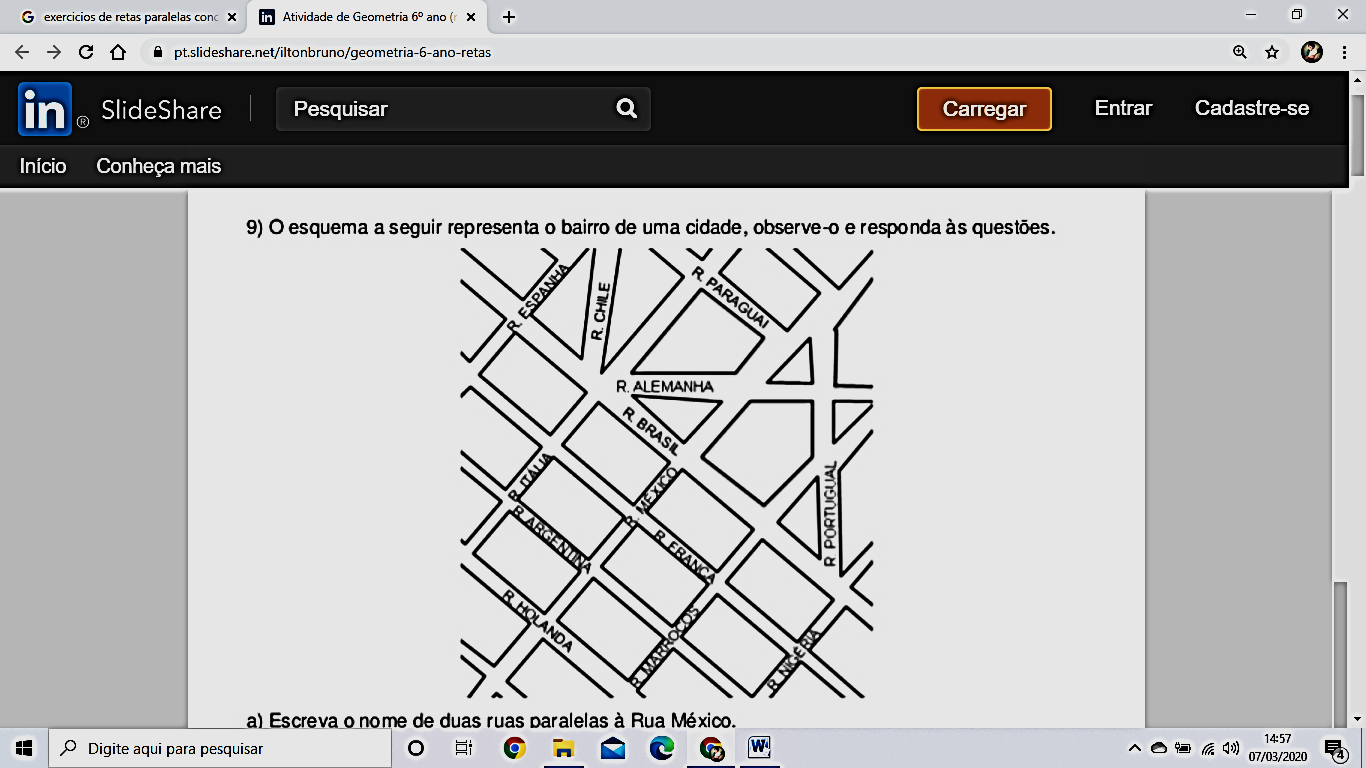 exercicios de retas paralelas conc
Atividade de Geometria 6º ano (r
pt.slideshare.net/iltonbruno/geometria-6-ano-retas
in ® SlideShare
Pesquisar
Carregar
Entrar
Cadastre-se
Início
Conheça mais
9) O esquema a seguir representa o bairro de uma cidade, observe-o e responda às questões.
R. ESPANHA
R. CHILE
R. PARAGUAI
R. ALEMANHA
R. BRASIL
R. ITÁLIA
R. MÉXICO
R. PORTUGUAL
R. ARGENTINA
R. FRANCA
R. HOLANDA
R. MARROCOS
R. NIGÉRIA
a) Escreva o nome de duas ruas paralelas à Rua México.
Digite aqui para pesquisar
14:57
07/03/2020
4